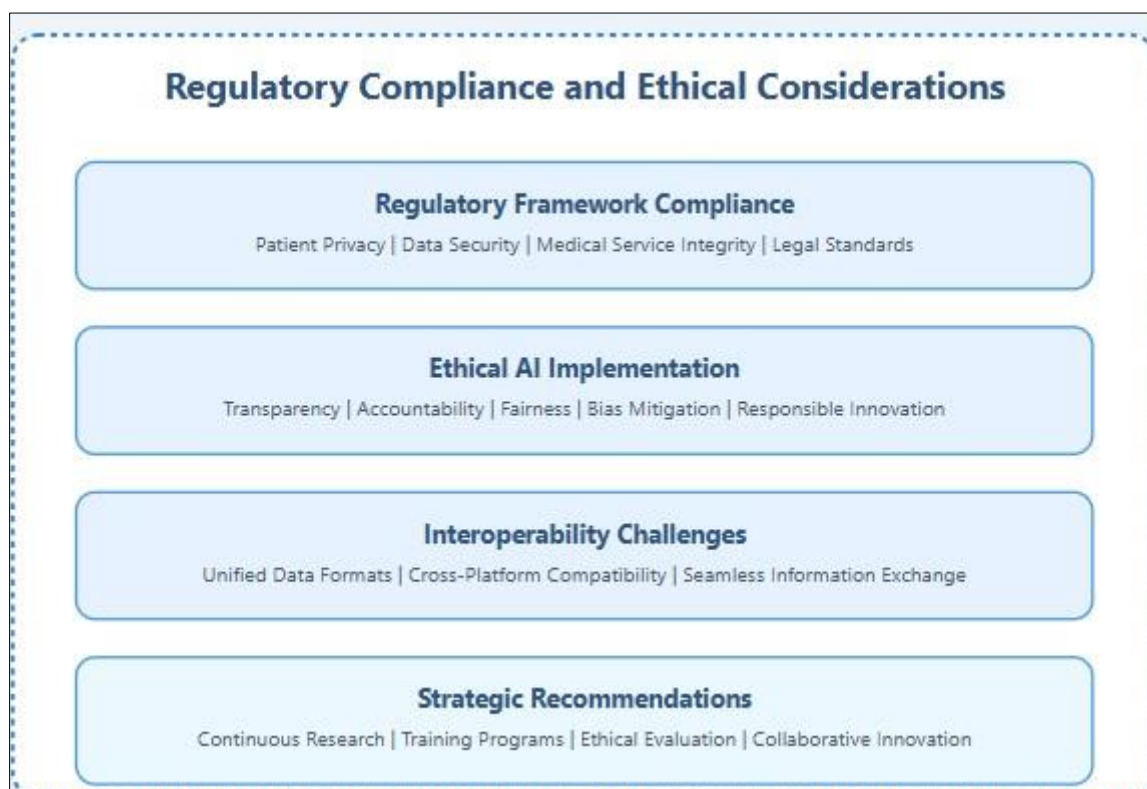 Regulatory Compliance and Ethical Considerations
Regulatory Framework Compliance
Patient Privacy | Data Security | Medical Service Integrity | Legal Standards
Ethical AI Implementation
Transparency | Accountability | Fairness | Bias Mitigation | Responsible Innovation
Interoperability Challenges
Unified Data Formats | Cross-Platform Compatibility | Seamless Information Exchange
Strategic Recommendations
Continuous Research | Training Programs | Ethical Evaluation | Collaborative Innovation